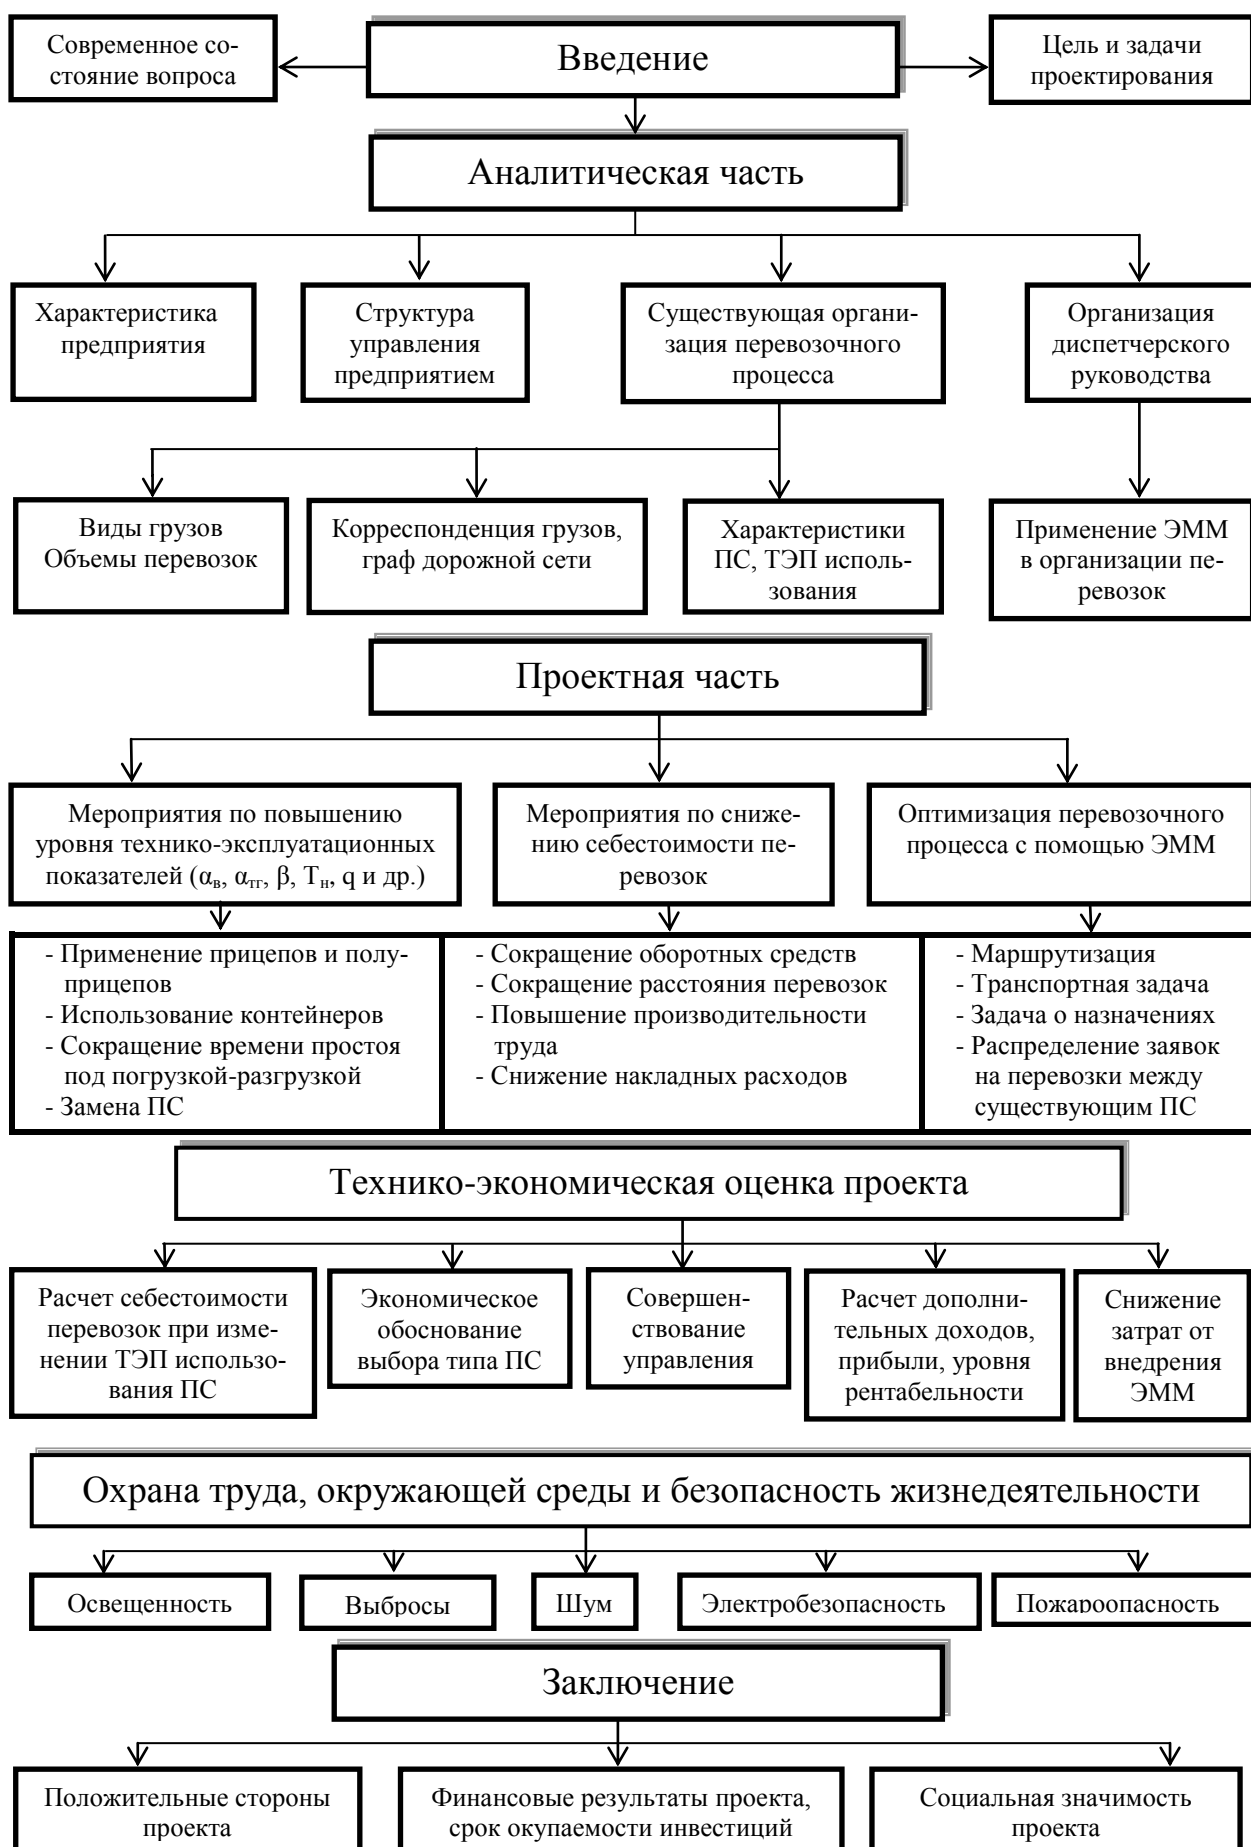 Современное со-
стояние вопроса
Введение
Цель и задачи
проектирования
Аналитическая часть
Характеристика
предприятия
Структура
управления
предприятием
Существующая органи-
зация перевозочного
процесса
Организация
диспетчерского
руководства
Виды грузов
Объемы перевозок
Корреспонденция грузов,
граф дорожной сети
Характеристики
ПС, ТЭП исполь-
зования
Применение ЭММ
в организации пе-
ревозок
Проектная часть
Мероприятия по повышению
уровня технико-эксплуатационных
показателей (αв, αтг, β, Тн, q и др.)
Мероприятия по сниже-
нию себестоимости пе-
ревозок
Оптимизация перевозочного
процесса с помощью ЭММ
- Применение прицепов и полу-
прицепов
- Использование контейнеров
- Сокращение времени простоя
под погрузкой-разгрузкой
- Замена ПС
- Сокращение оборотных средств
- Сокращение расстояния перевозок
- Повышение производительности
труда
- Снижение накладных расходов
- Маршрутизация
- Транспортная задача
- Задача о назначениях
- Распределение заявок
на перевозки между
существующим ПС
Технико-экономическая оценка проекта
Расчет себестоимости
перевозок при изме-
нении ТЭП использо-
вания ПС
Экономическое
обоснование
выбора типа ПС
Совершен-
ствование
управления
Расчет дополни-
тельных доходов,
прибыли, уровня
рентабельности
Снижение
затрат от
внедрения
ЭММ
Охрана труда, окружающей среды и безопасность жизнедеятельности
Освещенность
Выбросы
Шум
Электробезопасность
Пожароопасность
Заключение
Положительные стороны
проекта
Финансовые результаты проекта,
срок окупаемости инвестиций
Социальная значимость
проекта